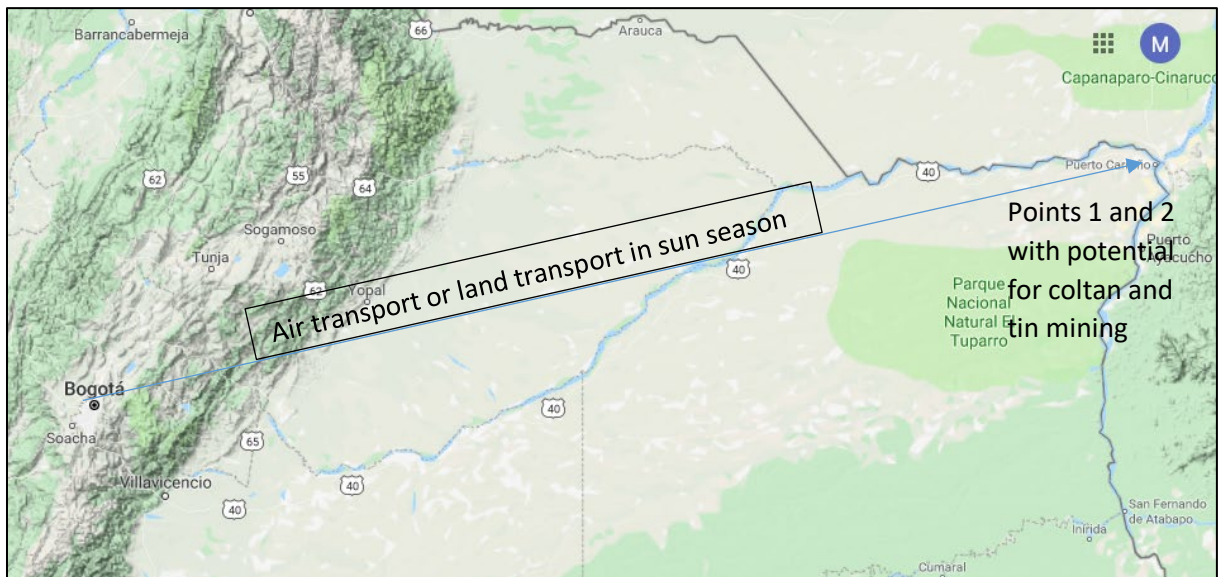 66
Barrancabermeja
Arauca
M
Capanaparo-Cinaruco
62
55
64
40
Puerto Carreño
Sogamoso
Tunja
62
Yopal
Air transport or land transport in sun season
40
Points 1 and 2
with potential
for coltan and
tin mining
Puerto
Ayacucho
Parque
Nacional
Natural El
Tuparro
Bogotá
Soacha
40
65
Villavicencio
40
40
San Fernando
de Atabapo
Inírida
Cumaral